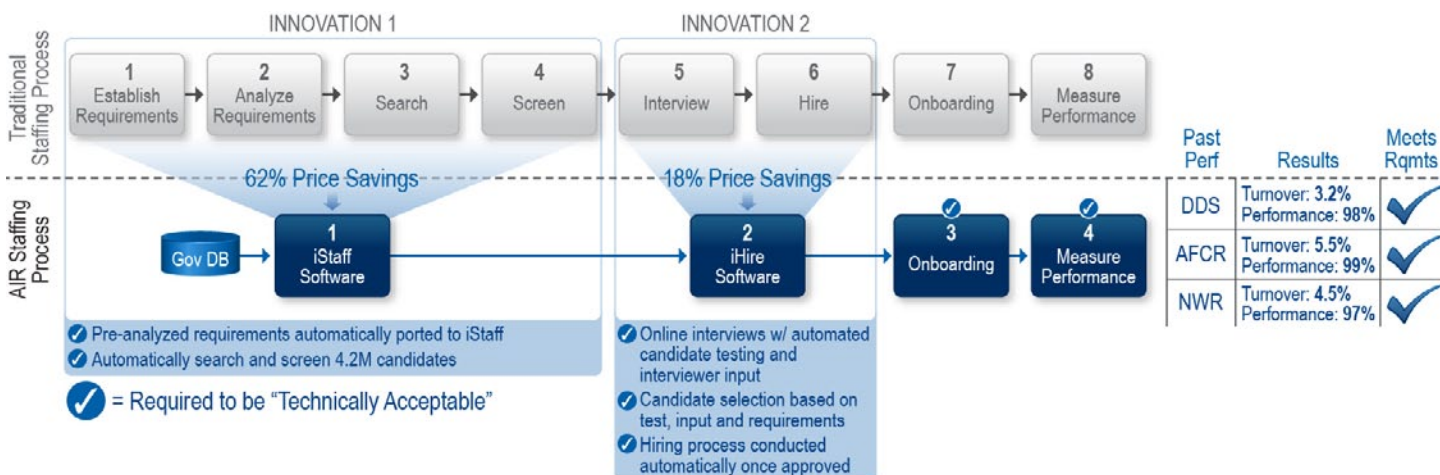 INNOVATION 1
INNOVATION 2
Traditional
Staffing Process
1
Establish
Requirements
2
Analyze
Requirements
3
Search
4
Screen
5
Interview
6
Hire
7
Onboarding
8
Measure
Performance
62% Price Savings
18% Price Savings
AIR Staffing
Process
Gov DB
1
iStaff
Software
2
iHire
Software
3
Onboarding
4
Measure
Performance
Pre-analyzed requirements automatically ported to iStaff
Automatically search and screen 4.2M candidates
= Required to be “Technically Acceptable”
Online interviews w/ automated
candidate testing and
interviewer input
Candidate selection based on
test, input and requirements
Hiring process conducted
automatically once approved
Past
Perf
Results
Meets
Rqmts
DDS
Turnover: 3.2%
Performance: 98%
AFCR
Turnover: 5.5%
Performance: 99%
NWR
Turnover: 4.5%
Performance: 97%